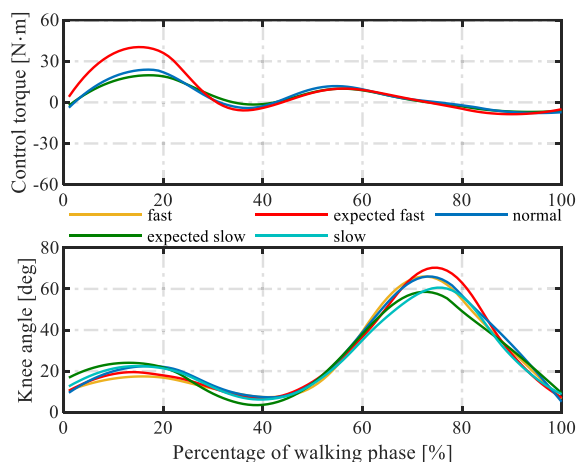 Control torque [N·m]
60
30
0
-30
-60
0 20 40 60 80 100
fast expected fast normal
expected slow slow
Knee angle [deg]
80
60
40
20
0
0 20 40 60 80 100
Percentage of walking phase [%]